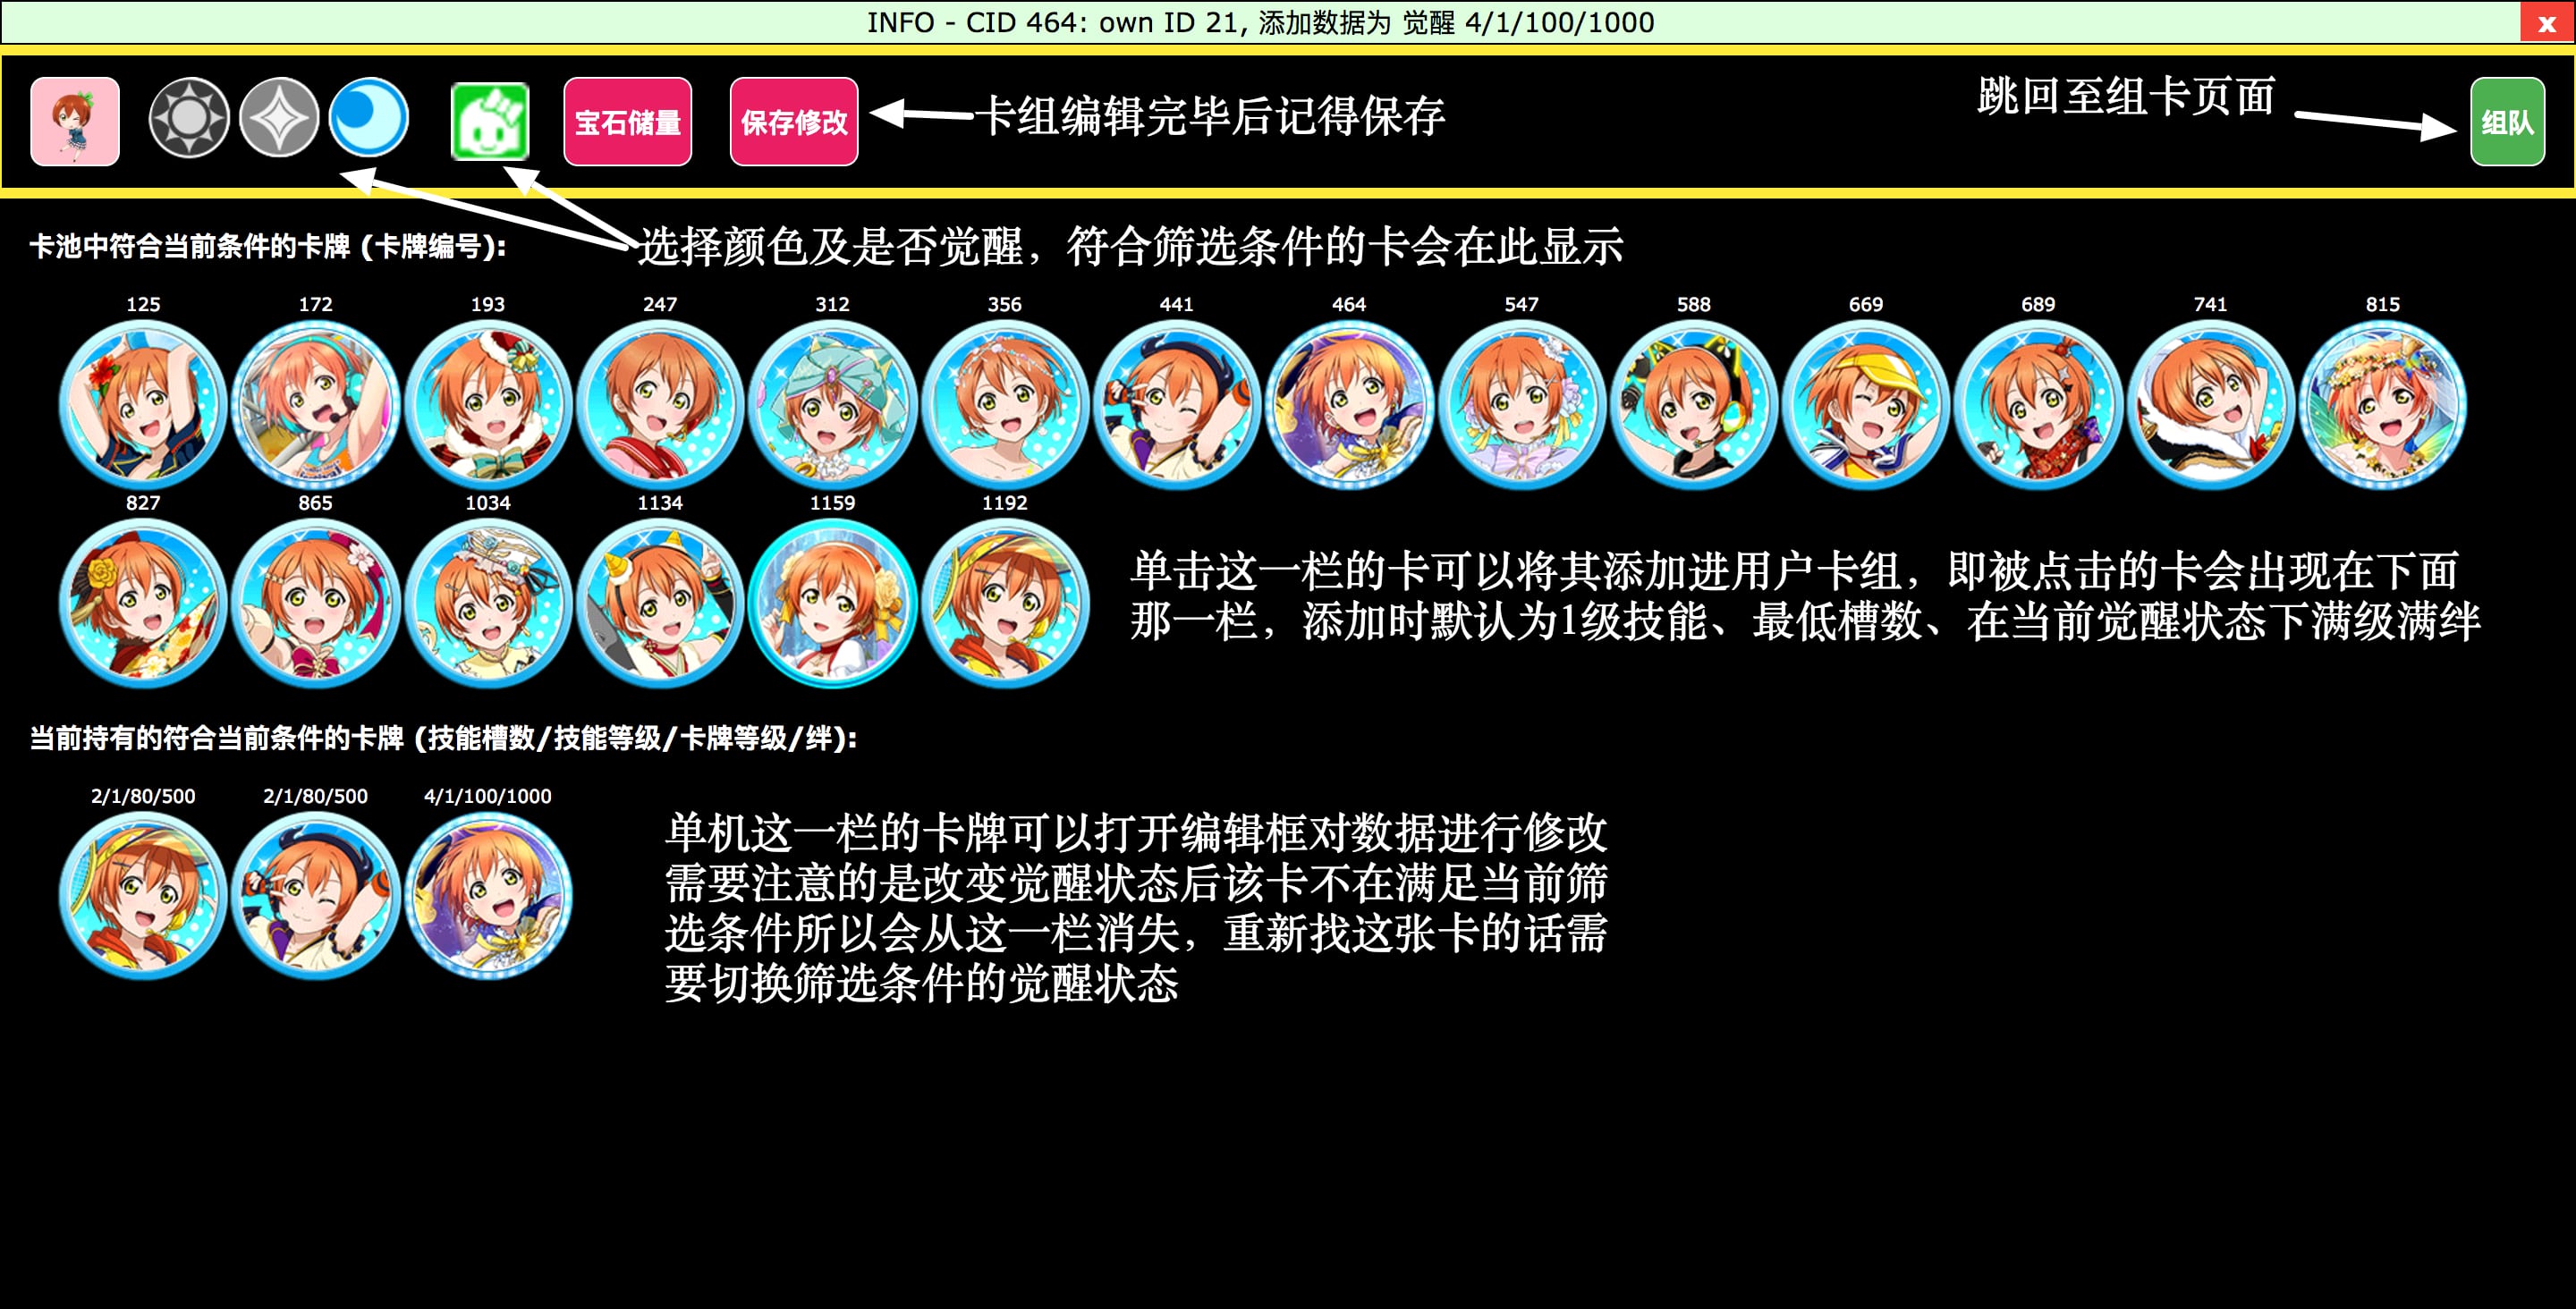 INFO - CID 464: own ID 21, 添加数据为 觉醒 4/1/100/1000
x
宝石储量
保存修改
卡组编辑完毕后记得保存
跳回至组卡页面
组队
卡池中符合当前条件的卡牌 (卡牌编号):
选择颜色及是否觉醒，符合筛选条件的卡会在此显示
125 172 193 247 312 356 441 464 547 588 669 689 741 815
827 865 1034 1134 1159 1192
单击这一栏的卡可以将其添加进用户卡组，即被点击的卡会出现在下面
那一栏，添加时默认为1级技能、最低槽数、在当前觉醒状态下满级满绊
当前持有的符合当前条件的卡牌 (技能槽数/技能等级/卡牌等级/绊):
2/1/80/500 2/1/80/500 4/1/100/1000
单机这一栏的卡牌可以打开编辑框对数据进行修改
需要注意的是改变觉醒状态后该卡不在满足当前筛
选条件所以会从这一栏消失，重新找这张卡的话需
要切换筛选条件的觉醒状态